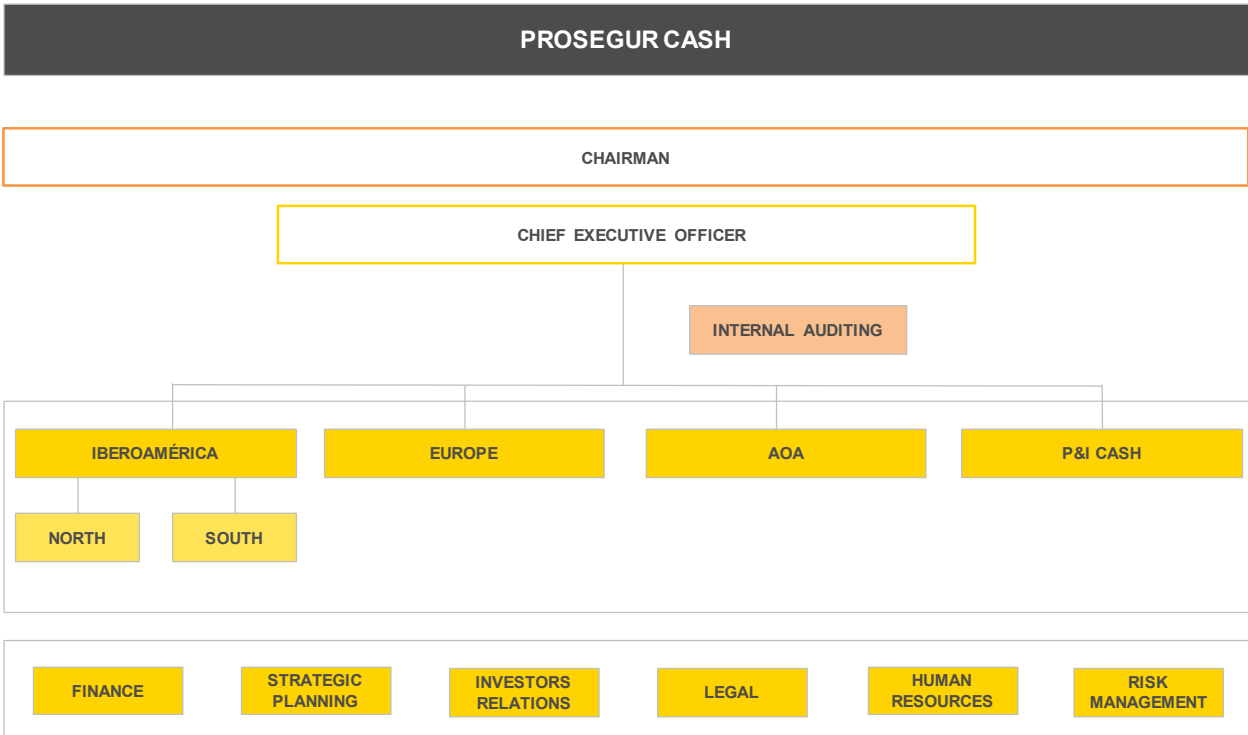 PROSEGUR CASH
CHAIRMAN
CHIEF EXECUTIVE OFFICER
INTERNAL AUDITING
IBEROAMÉRICA
EUROPE
AOA
P&I CASH
NORTH
SOUTH
FINANCE
STRATEGIC
PLANNING
INVESTORS
RELATIONS
LEGAL
HUMAN
RESOURCES
RISK
MANAGEMENT